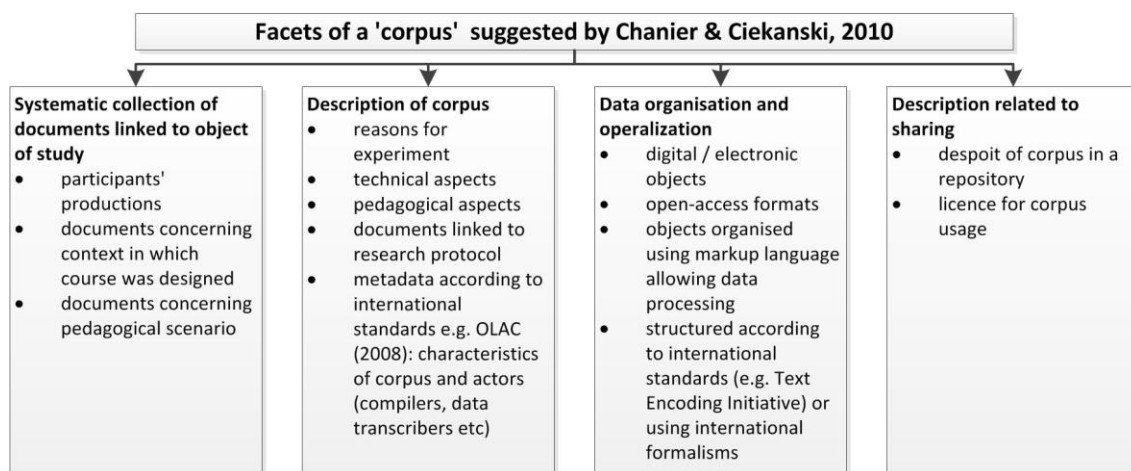 Facets of a 'corpus' suggested by Chanier & Ciekanski, 2010
Systematic collection of
documents linked to object
of study
• participants'
productions
• documents concerning
context in which
course was designed
• documents concerning
pedagogical scenario
Description of corpus
• reasons for
experiment
• technical aspects
• pedagogical aspects
• documents linked to
research protocol
• metadata according to
international
standards e.g. OLAC
(2008): characteristics
of corpus and actors
(compilers, data
transcribers etc)
Data organisation and
operalization
• digital / electronic
objects
• open-access formats
• objects organised
using markup language
allowing data
processing
• structured according
to international
standards (e.g. Text
Encoding Initiative) or
using international
formalisms
Description related to
sharing
• despoit of corpus in a
repository
• licence for corpus
usage